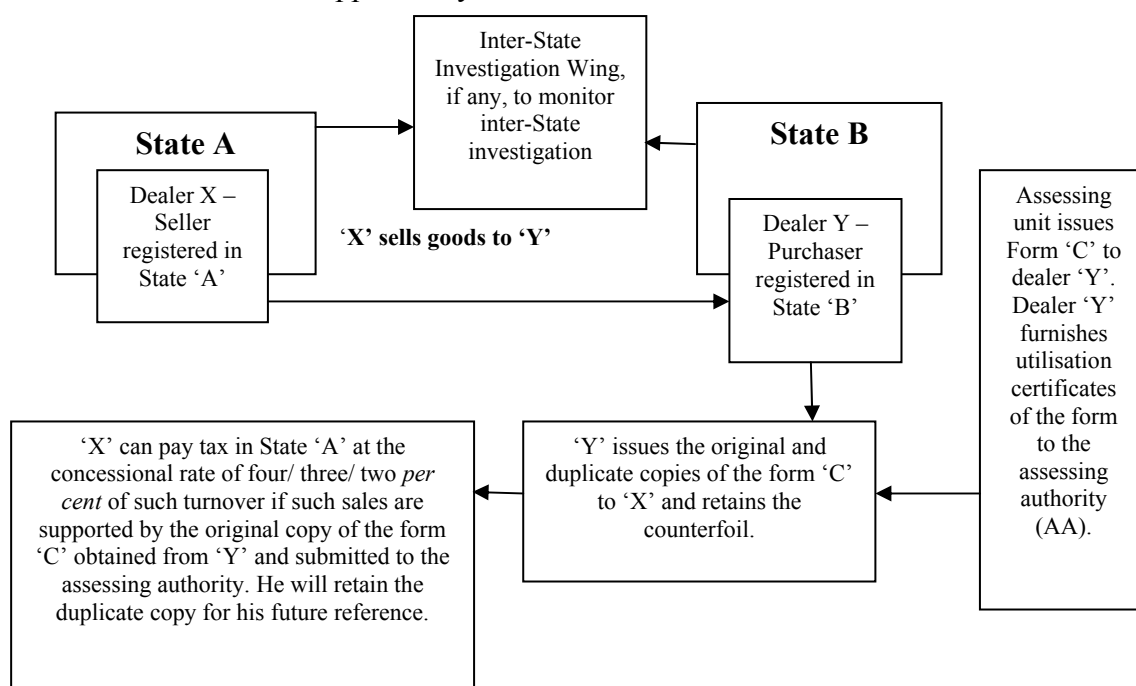 Inter-State
Investigation Wing,
if any, to monitor
inter-State
investigation
State A
State B
Dealer X –
Seller
registered in
State ‘A’
‘X’ sells goods to ‘Y’
Dealer Y –
Purchaser
registered in
State ‘B’
Assessing
unit issues
Form ‘C’ to
dealer ‘Y’.
Dealer ‘Y’
furnishes
utilisation
certificates
of the form
to the
assessing
authority
(AA).
‘X’ can pay tax in State ‘A’ at the
concessional rate of four/ three/ two per
cent of such turnover if such sales are
supported by the original copy of the form
‘C’ obtained from ‘Y’ and submitted to the
assessing authority. He will retain the
duplicate copy for his future reference.
‘Y’ issues the original and
duplicate copies of the form ‘C’
to ‘X’ and retains the
counterfoil.